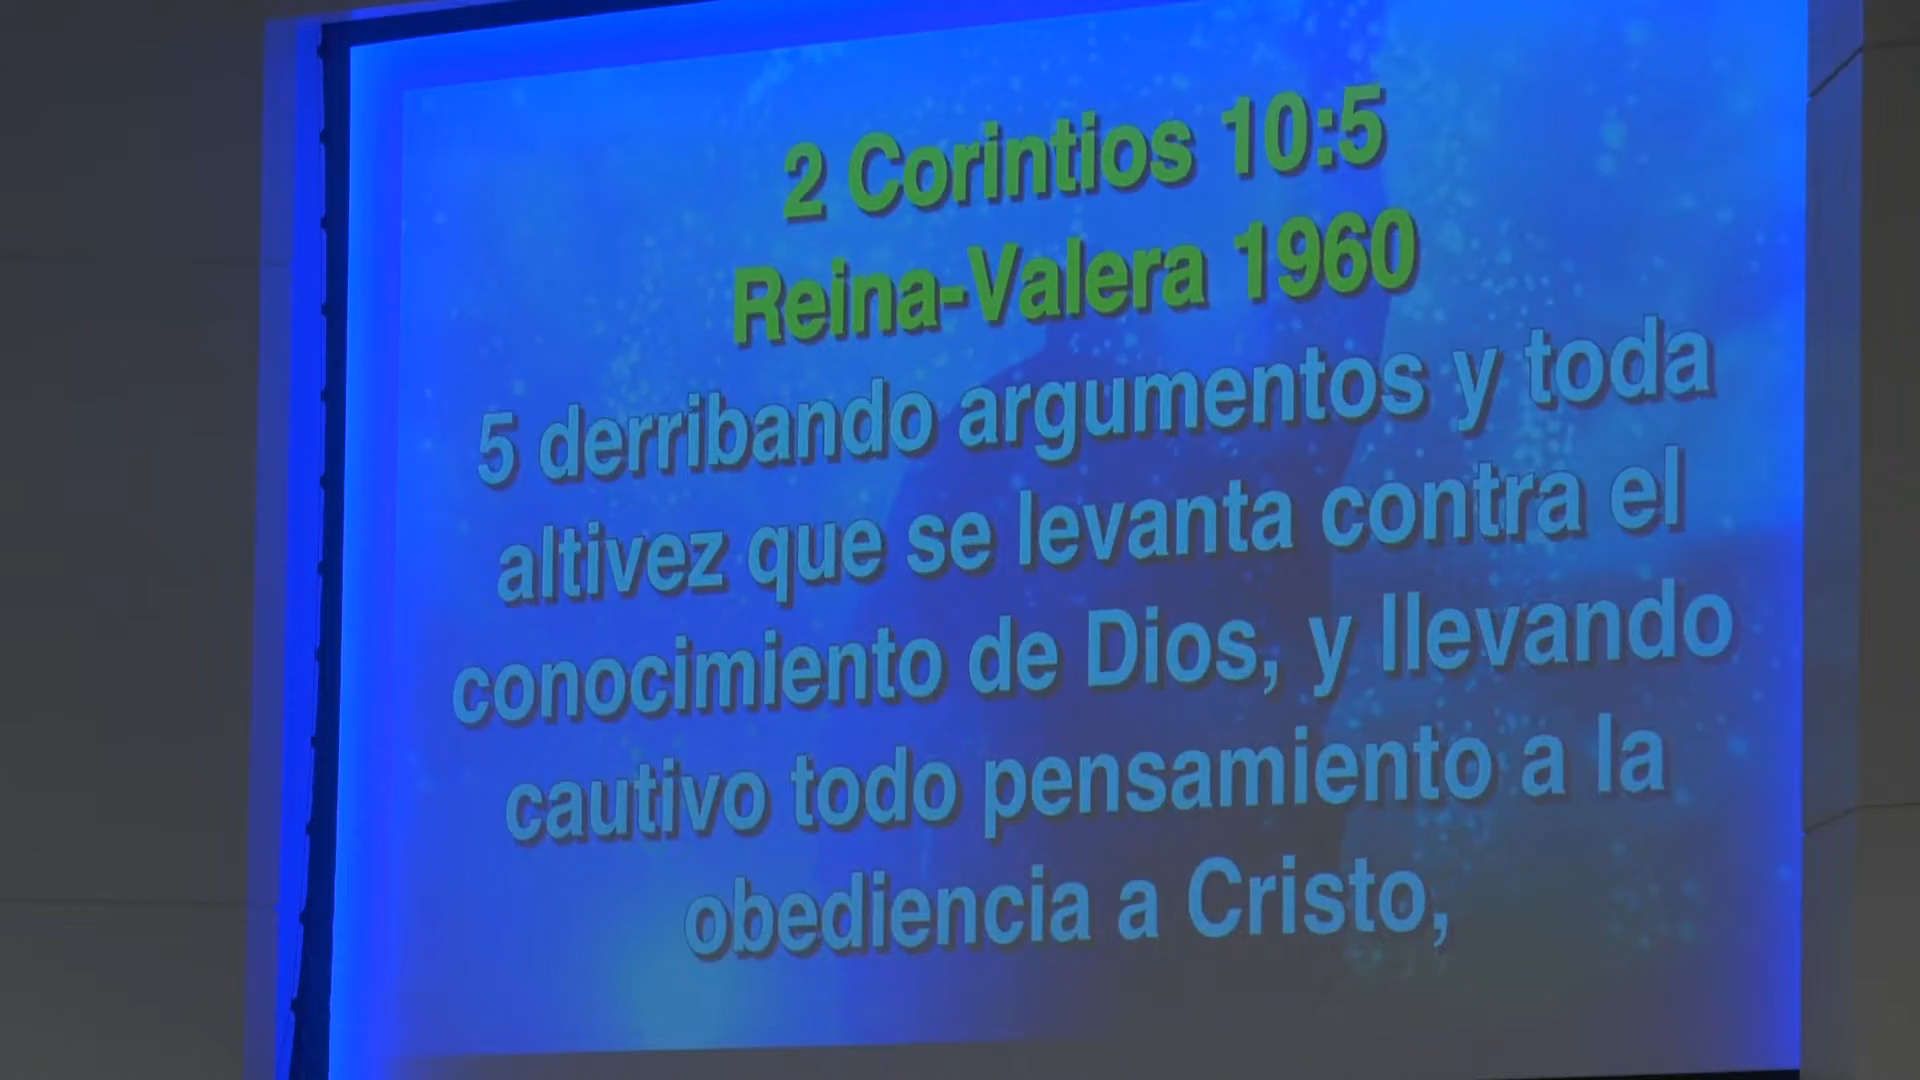 2 Corintios 10:5
Reina-Valera 1960
5 derribando argumentos y toda
altivez que se levanta contra el
conocimiento de Dios, y llevando
cautivo todo pensamiento a la
obediencia a Cristo,